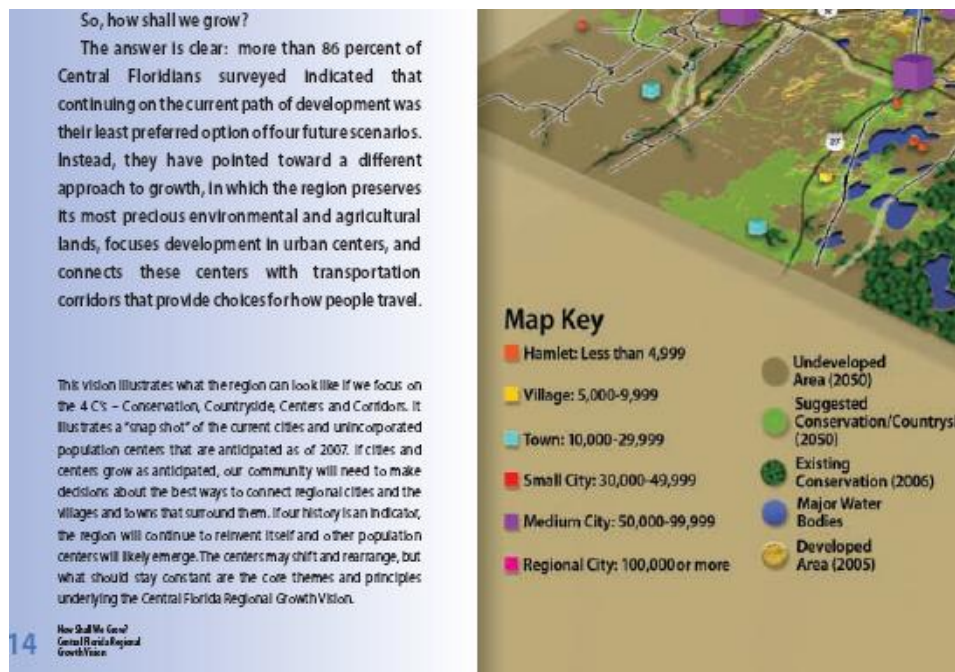 So, how shall we grow?
The answer is clear: more than 86 percent of
Central Floridians surveyed indicated that
continuing on the current path of development was
their least preferred option of four future scenarios.
Instead, they have pointed toward a different
approach to growth, in which the region preserves
its most precious environmental and agricultural
lands, focuses development in urban centers, and
connects these centers with transportation
corridors that provide choices for how people travel.
This vision illustrates what the region can look like if we focus on
the 4 C's – Conservation, Countryside, Centers and Corridors. It
illustrates a "snap shot" of the current cities and unincorporated
population centers that are anticipated as of 2007. If cities and
centers grow as anticipated, our community will need to make
decisions about the best ways to connect regional cities and the
villages and towns that surround them. If our history is an indicator,
the region will continue to reinvent itself and other population
centers will likely emerge. The centers may shift and rearrange, but
what should stay constant are the core themes and principles
underlying the Central Florida Regional Growth Vision.
14
How Shall We Grow?
Central Florida Regional
Growth Vision
27
Map Key
Hamlet: Less than 4,999
Village: 5,000-9,999
Town: 10,000-29,999
Small City: 30,000-49,999
Medium City: 50,000-99,999
Regional City: 100,000 or more
Undeveloped
Area (2050)
Suggested
Conservation/Countrysi
(2050)
Existing
Conservation (2006)
Major Water
Bodies
Developed
Area (2005)